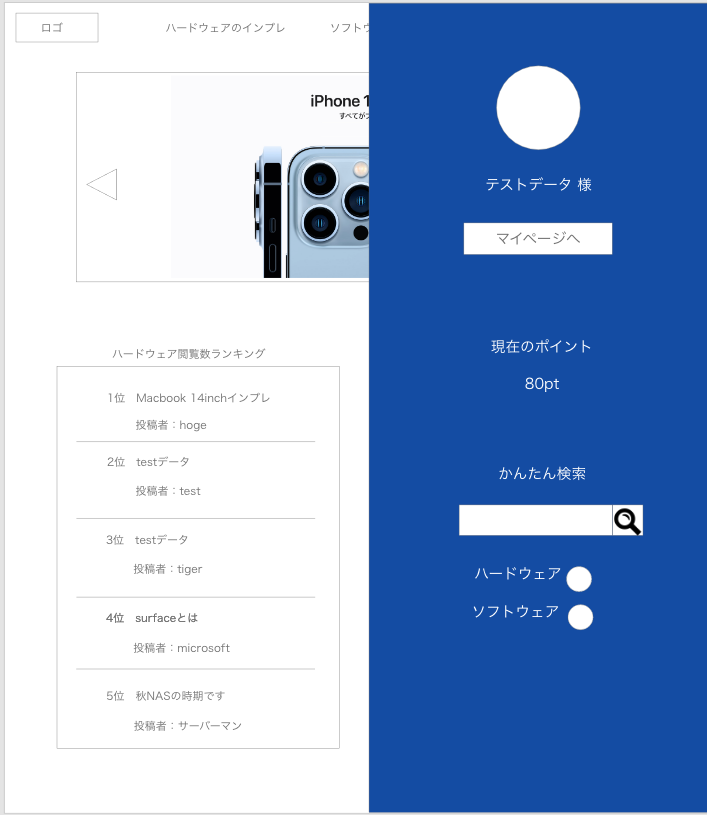 ロゴ
ハードウェアのインプレ
ソフト
iPhone 1
すべてが
ハードウェア閲覧数ランキング
1位 Macbook 14inchインプレ
投稿者：hoge
2位 testデータ
投稿者：test
3位 testデータ
投稿者：tiger
4位 surfaceとは
投稿者：microsoft
5位 秋NASの時期です
投稿者：サーバーマン
テストデータ 様
マイページへ
現在のポイント
80pt
かんたん検索
ハードウェア
ソフトウェア